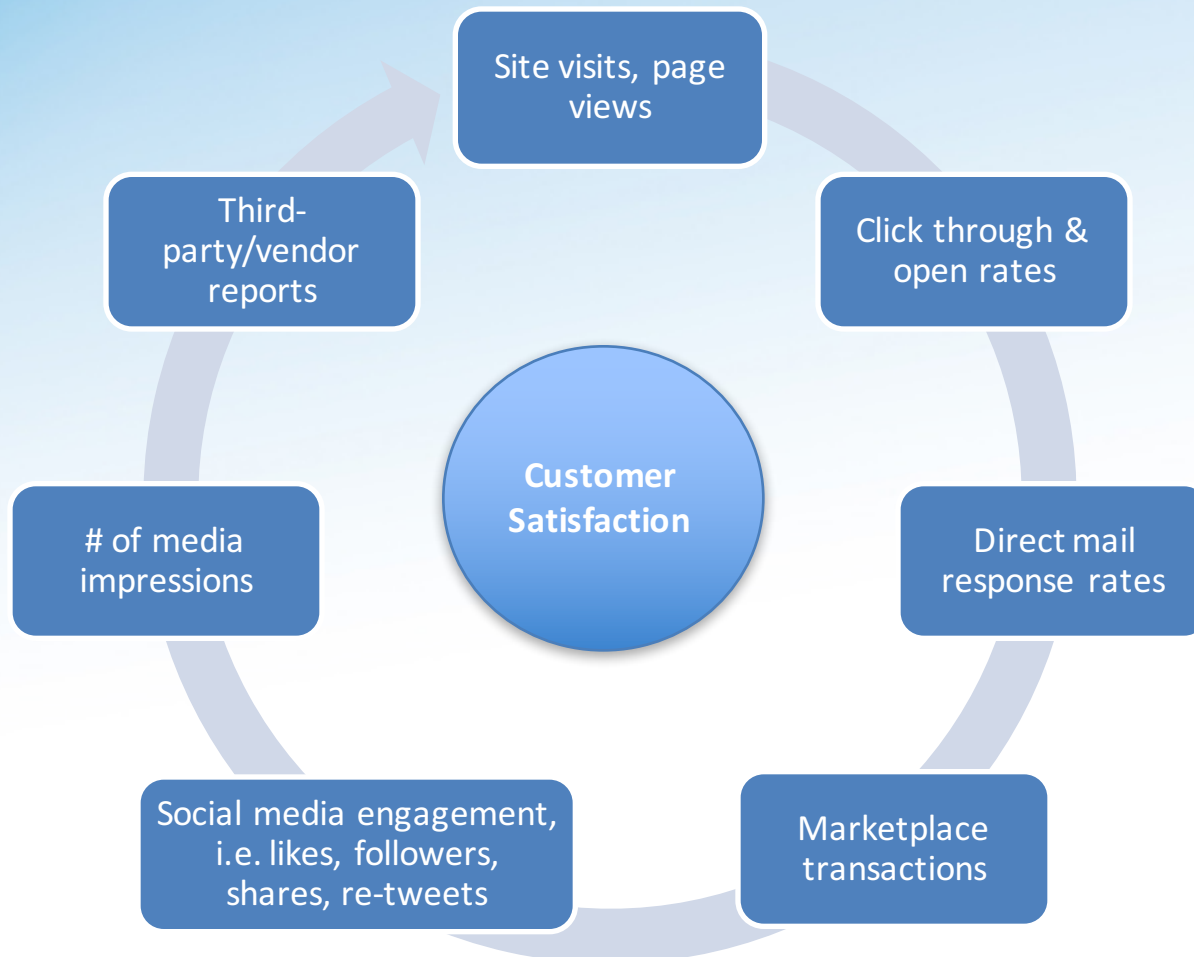 Site visits, page
views
Click through &
open rates
Direct mail
response rates
Marketplace
transactions
Social media engagement,
i.e. likes, followers,
shares, re-tweets
# of media
impressions
Third-
party/vendor
reports
Customer
Satisfaction